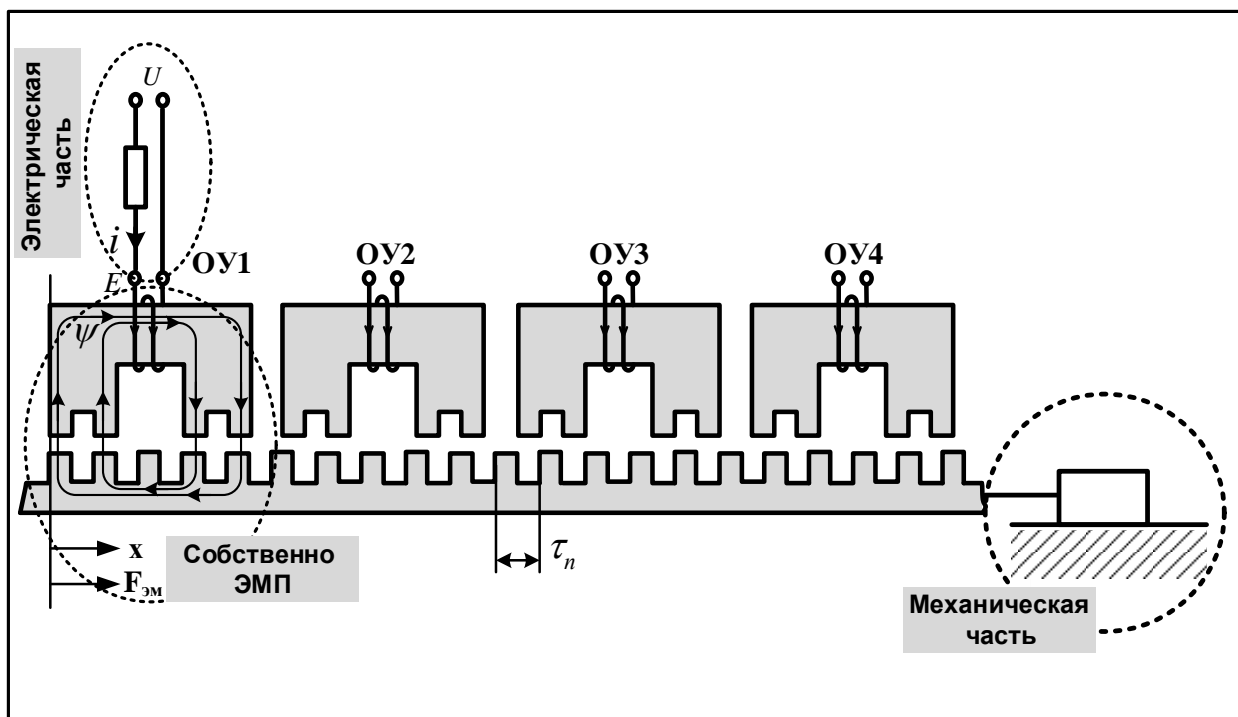 Электрическая
часть
U
i
E
ОУ1
ОУ2
ОУ3
ОУ4
ψ
x
Fэм
Собственно
ЭМП
τn
Механическая
часть